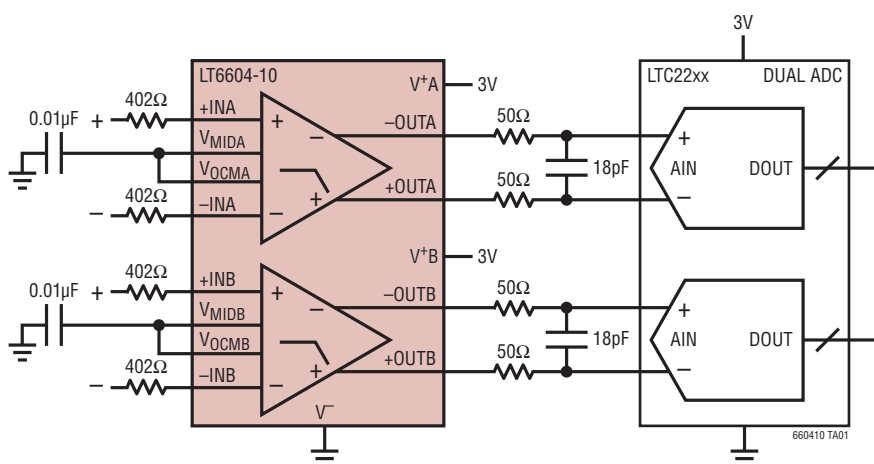 3V
LT6604-10
V+A
3V
LTC22xx
DUAL ADC
402Ω
+INA
0.01µF
+
+
–
–OUTA
50Ω
+
VMIDA
VOCMA
18pF
AIN
DOUT
402Ω
+OUTA
50Ω
–
–INA
–
–
+
V+B
3V
402Ω
+INB
0.01µF
+
+
–
–OUTB
50Ω
+
VMIDB
VOCMB
18pF
AIN
DOUT
402Ω
+OUTB
50Ω
–
–INB
–
–
+
V–
660410 TA01